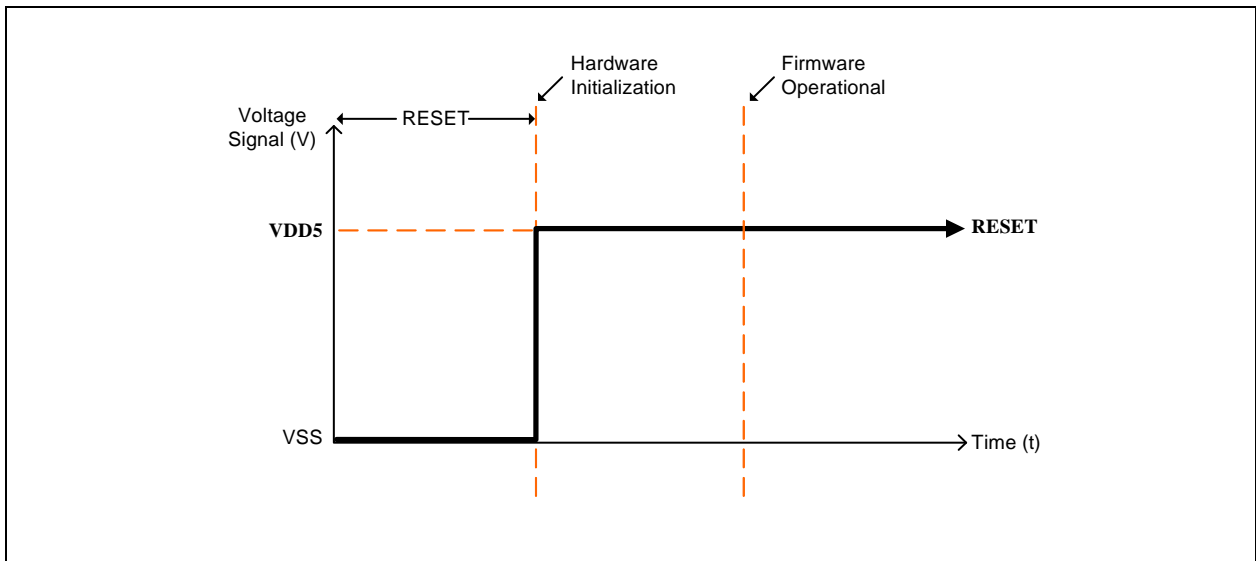 Hardware
Initialization
Firmware
Operational
Voltage
Signal (V)
RESET
VDD5
RESET
VSS
Time (t)